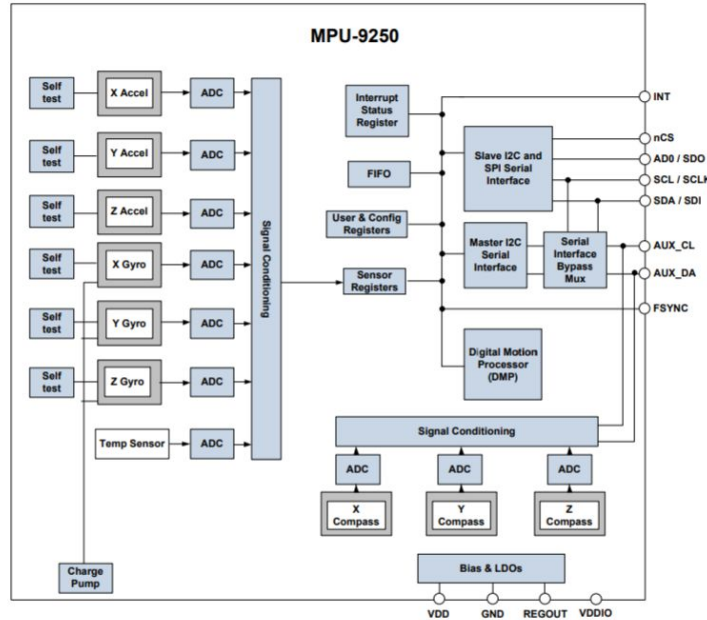 MPU-9250
Self
test
X Accel
ADC
Self
test
Y Accel
ADC
Self
test
Z Accel
ADC
Self
test
X Gyro
ADC
Self
test
Y Gyro
ADC
Self
test
Z Gyro
ADC
Temp Sensor
ADC
Signal Conditioning
Charge
Pump
Interrupt
Status
Register
FIFO
User & Config
Registers
Sensor
Registers
Slave I2C and
SPI Serial
Interface
Master I2C
Serial
Interface
Serial
Interface
Bypass
Mux
Digital Motion
Processor
(DMP)
Signal Conditioning
ADC
ADC
ADC
X
Compass
Y
Compass
Z
Compass
Bias & LDOs
INT
nCS
AD0 / SDO
SCL / SCLK
SDA / SDI
AUX_CL
AUX_DA
FSYNC
VDD
GND
REGOUT
VDDIO